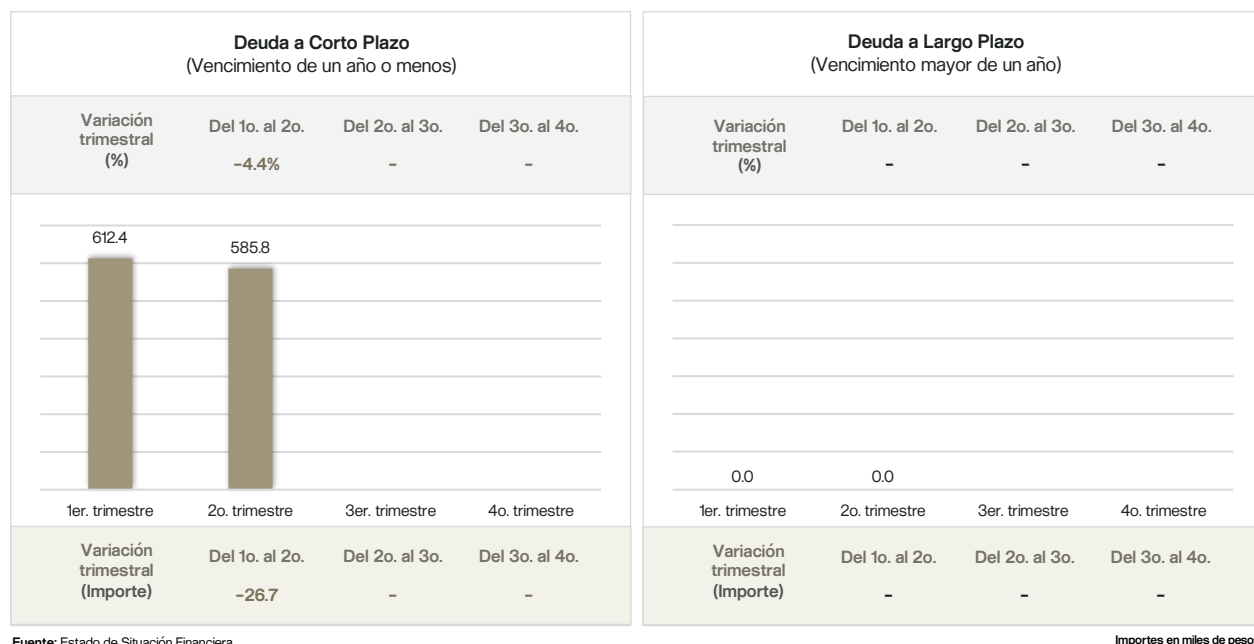 Deuda a Corto Plazo
(Vencimiento de un año o menos)
Variación
trimestral
(%)
Del 1o. al 2o. Del 2o. al 3o. Del 3o. al 4o.
-4.4% - -
612.4
585.8
1er. trimestre 2o. trimestre 3er. trimestre 4o. trimestre
Variación
trimestral
(Importe)
Del 1o. al 2o. Del 2o. al 3o. Del 3o. al 4o.
-26.7 - -
Fuente: Estado de Situación Financiera
Deuda a Largo Plazo
(Vencimiento mayor de un año)
Variación
trimestral
(%)
Del 1o. al 2o. Del 2o. al 3o. Del 3o. al 4o.
- - -
0.0 0.0
1er. trimestre 2o. trimestre 3er. trimestre 4o. trimestre
Variación
trimestral
(Importe)
Del 1o. al 2o. Del 2o. al 3o. Del 3o. al 4o.
- - -
Importes en miles de peso